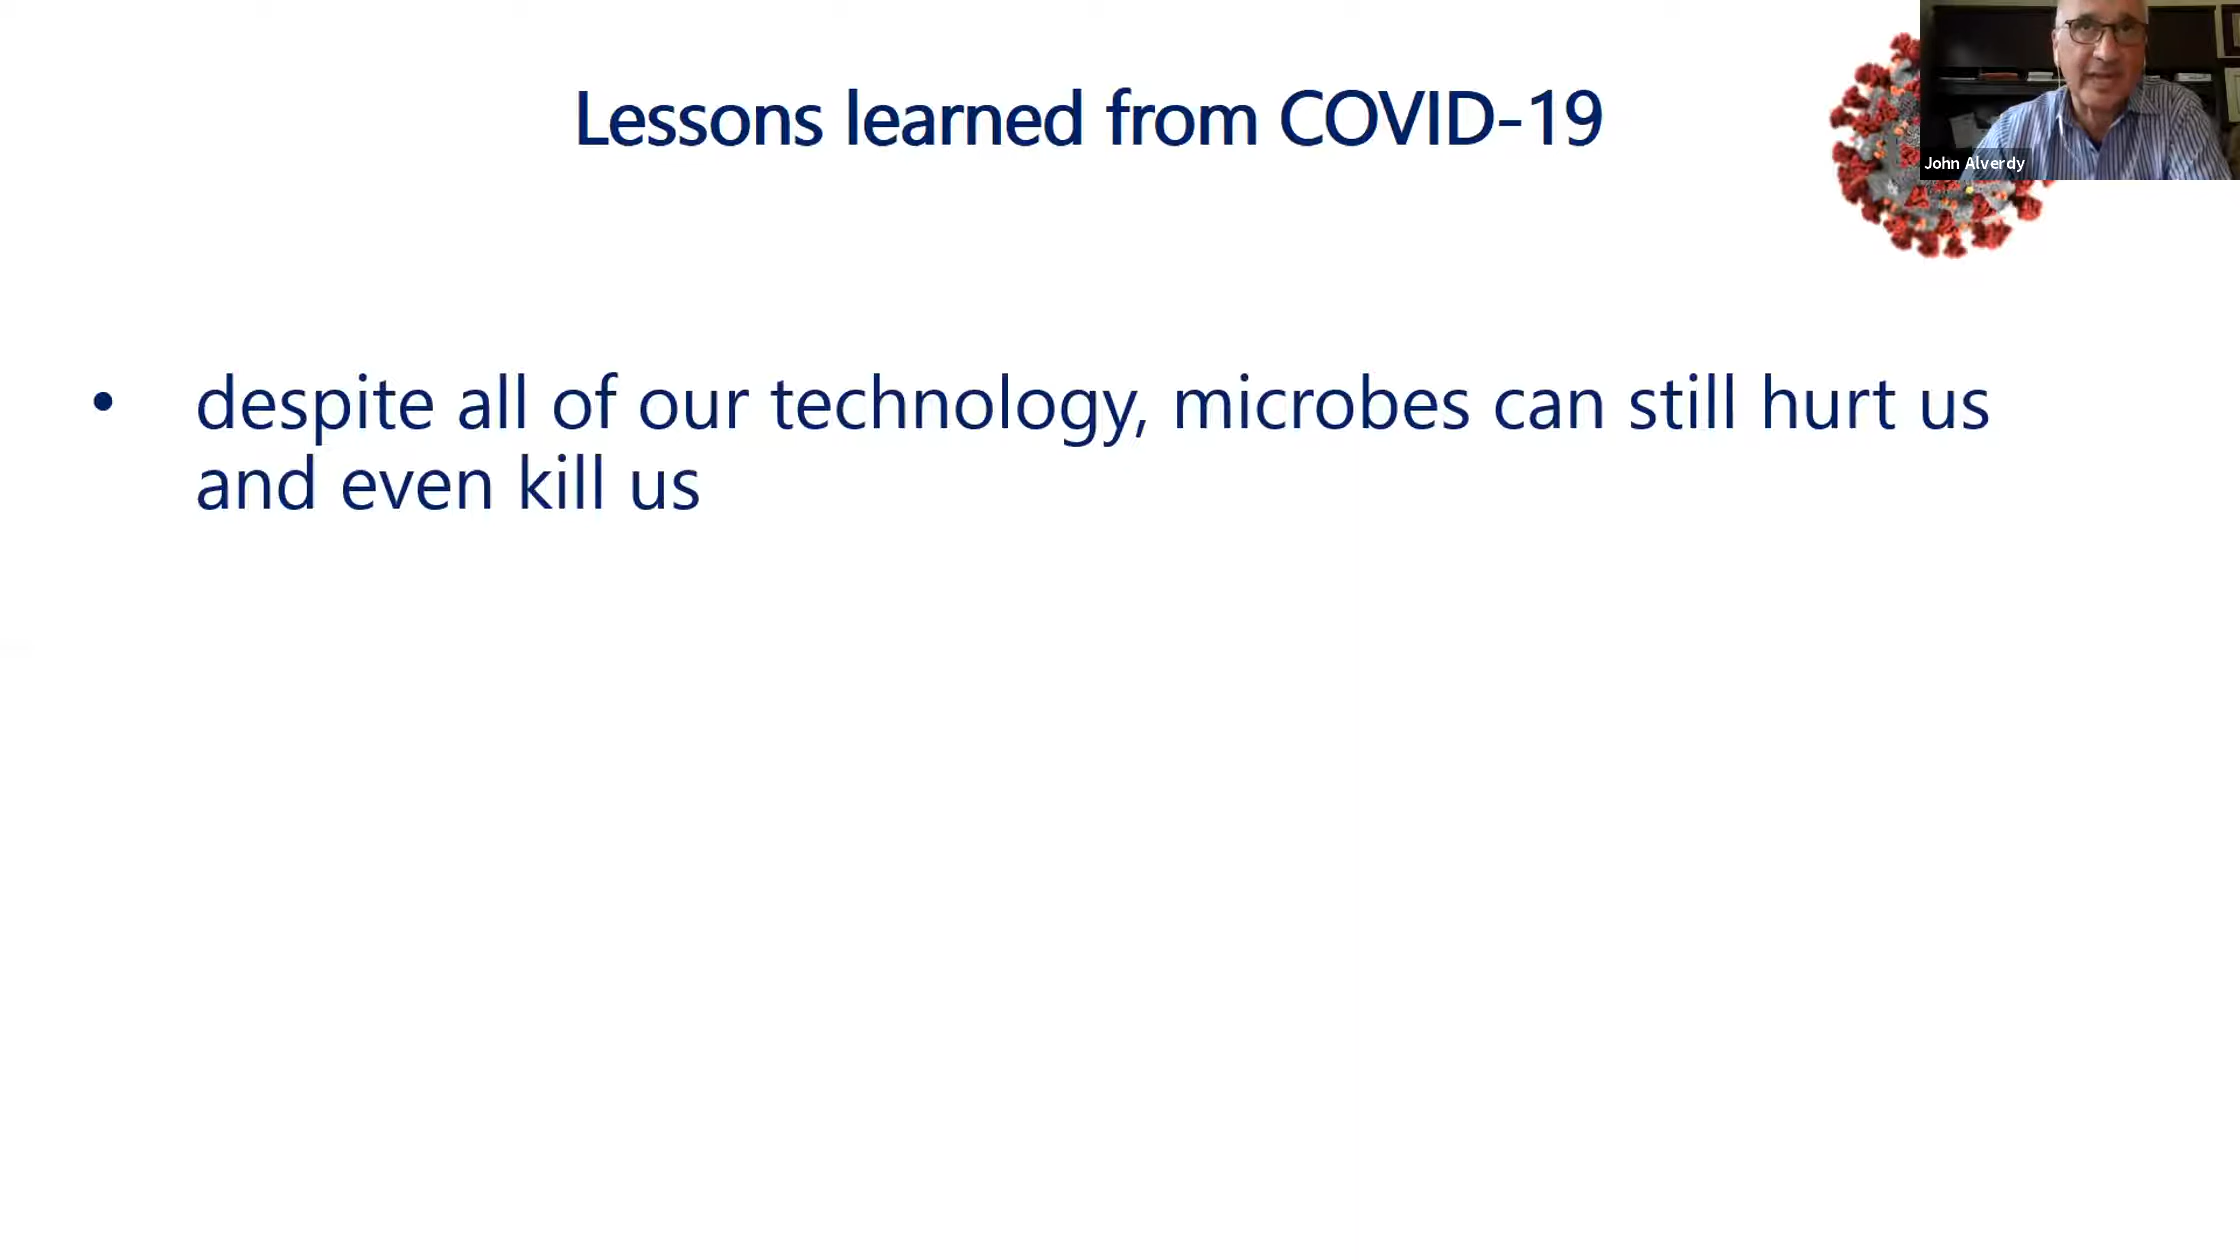 Lessons learned from COVID-19
John Alverdy
• despite all of our technology, microbes can still hurt us
and even kill us